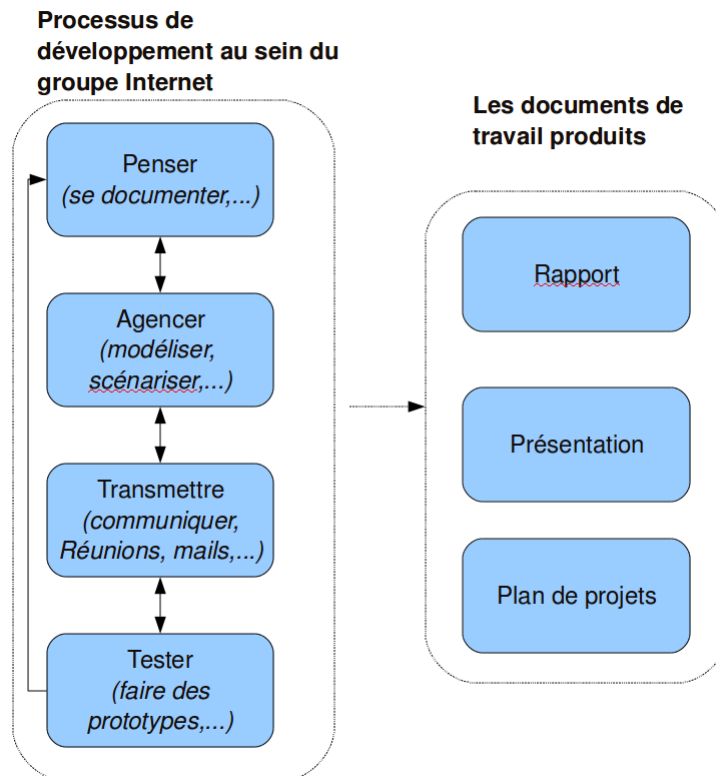 Processus de
développement au sein du
groupe Internet
Penser
(se documenter,...)
Agencer
(modéliser,
scénariser,...)
Transmettre
(communiquer,
Réunions, mails,...)
Tester
(faire des
prototypes,...)
Les documents de
travail produits
Rapport
Présentation
Plan de projets